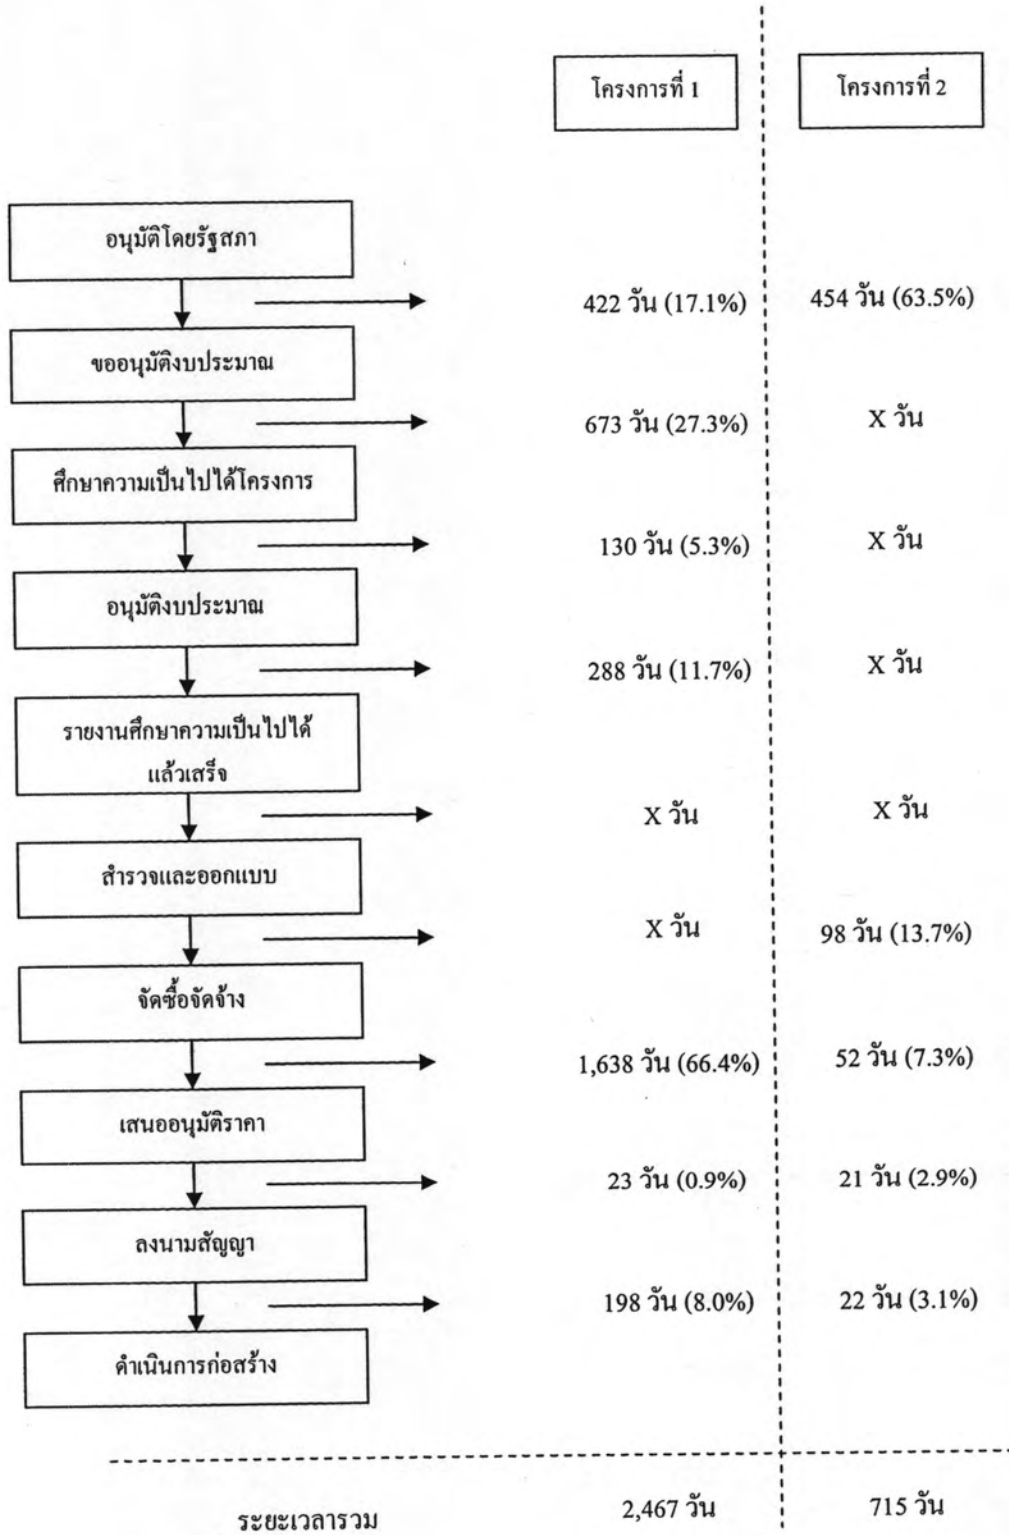 โครงการที่ 1 โครงการที่ 2
อนุมัติโดยรัฐสภา
422 วัน (17.1%) 454 วัน (63.5%)
ขออนุมัติงบประมาณ
673 วัน (27.3%) X วัน
ศึกษาความเป็นไปได้โครงการ
130 วัน (5.3%) X วัน
อนุมัติงบประมาณ
288 วัน (11.7%) X วัน
รายงานศึกษาความเป็นไปได้
แล้วเสร็จ
X วัน X วัน
สำรวจและออกแบบ
X วัน 98 วัน (13.7%)
จัดซื้อจัดจ้าง
1,638 วัน (66.4%) 52 วัน (7.3%)
เสนออนุมัติราคา
23 วัน (0.9%) 21 วัน (2.9%)
ลงนามสัญญา
198 วัน (8.0%) 22 วัน (3.1%)
ดำเนินการก่อสร้าง
ระยะเวลารวม 2,467 วัน 715 วัน